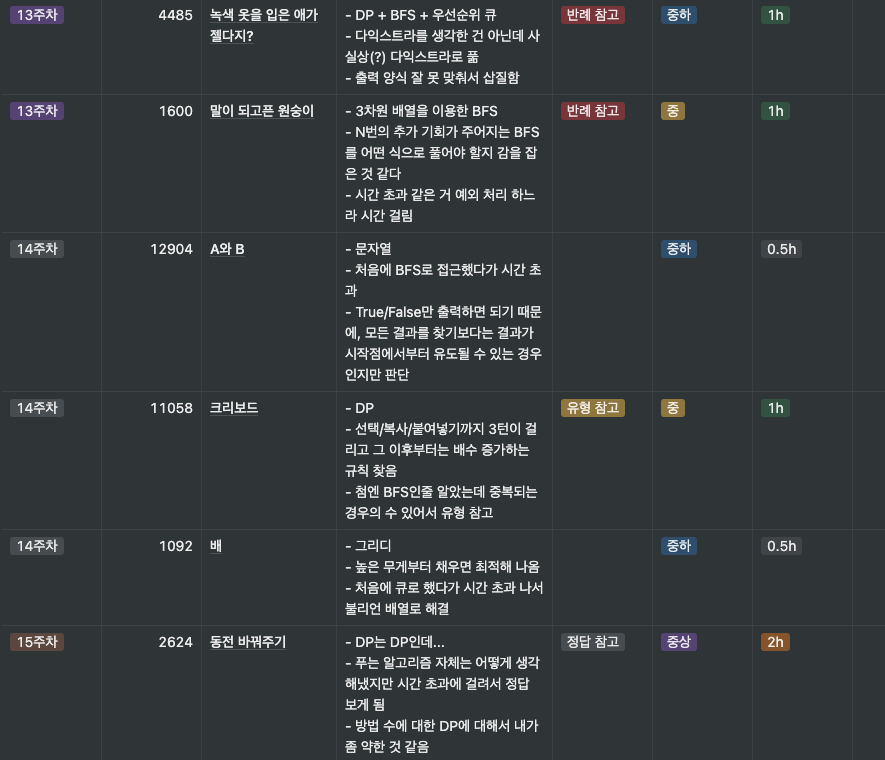 13주차
4485
녹색 옷을 입은 애가
젤다지?
- DP + BFS + 우선순위 큐
- 다익스트라를 생각한 건 아닌데 사
실상(?) 다익스트라로 풂
- 출력 양식 잘 못 맞춰서 삽질함
반례 참고
중하
1h
13주차
1600
말이 되고픈 원숭이
- 3차원 배열을 이용한 BFS
- N번의 추가 기회가 주어지는 BFS
를 어떤 식으로 풀어야 할지 감을 잡
은 것 같다
- 시간 초과 같은 거 예외 처리 하느
라 시간 걸림
반례 참고
중
1h
14주차
12904
A와 B
- 문자열
- 처음에 BFS로 접근했다가 시간 초
과
- True/False만 출력하면 되기 때문
에, 모든 결과를 찾기보다는 결과가
시작점에서부터 유도될 수 있는 경우
인지만 판단
중하
0.5h
14주차
11058
크리보드
- DP
- 선택/복사/붙여넣기까지 3턴이 걸
리고 그 이후부터는 배수 증가하는
규칙 찾음
- 첨엔 BFS인줄 알았는데 중복되는
경우의 수 있어서 유형 참고
유형 참고
중
1h
14주차
1092
배
- 그리디
- 높은 무게부터 채우면 최적해 나옴
- 처음에 큐로 했다가 시간 초과 나서
불리언 배열로 해결
중하
0.5h
15주차
2624
동전 바꿔주기
- DP는 DP인데...
- 푸는 알고리즘 자체는 어떻게 생각
해냈지만 시간 초과에 걸려서 정답
보게 됨
- 방법 수에 대한 DP에 대해서 내가
좀 약한 것 같음
정답 참고
중상
2h